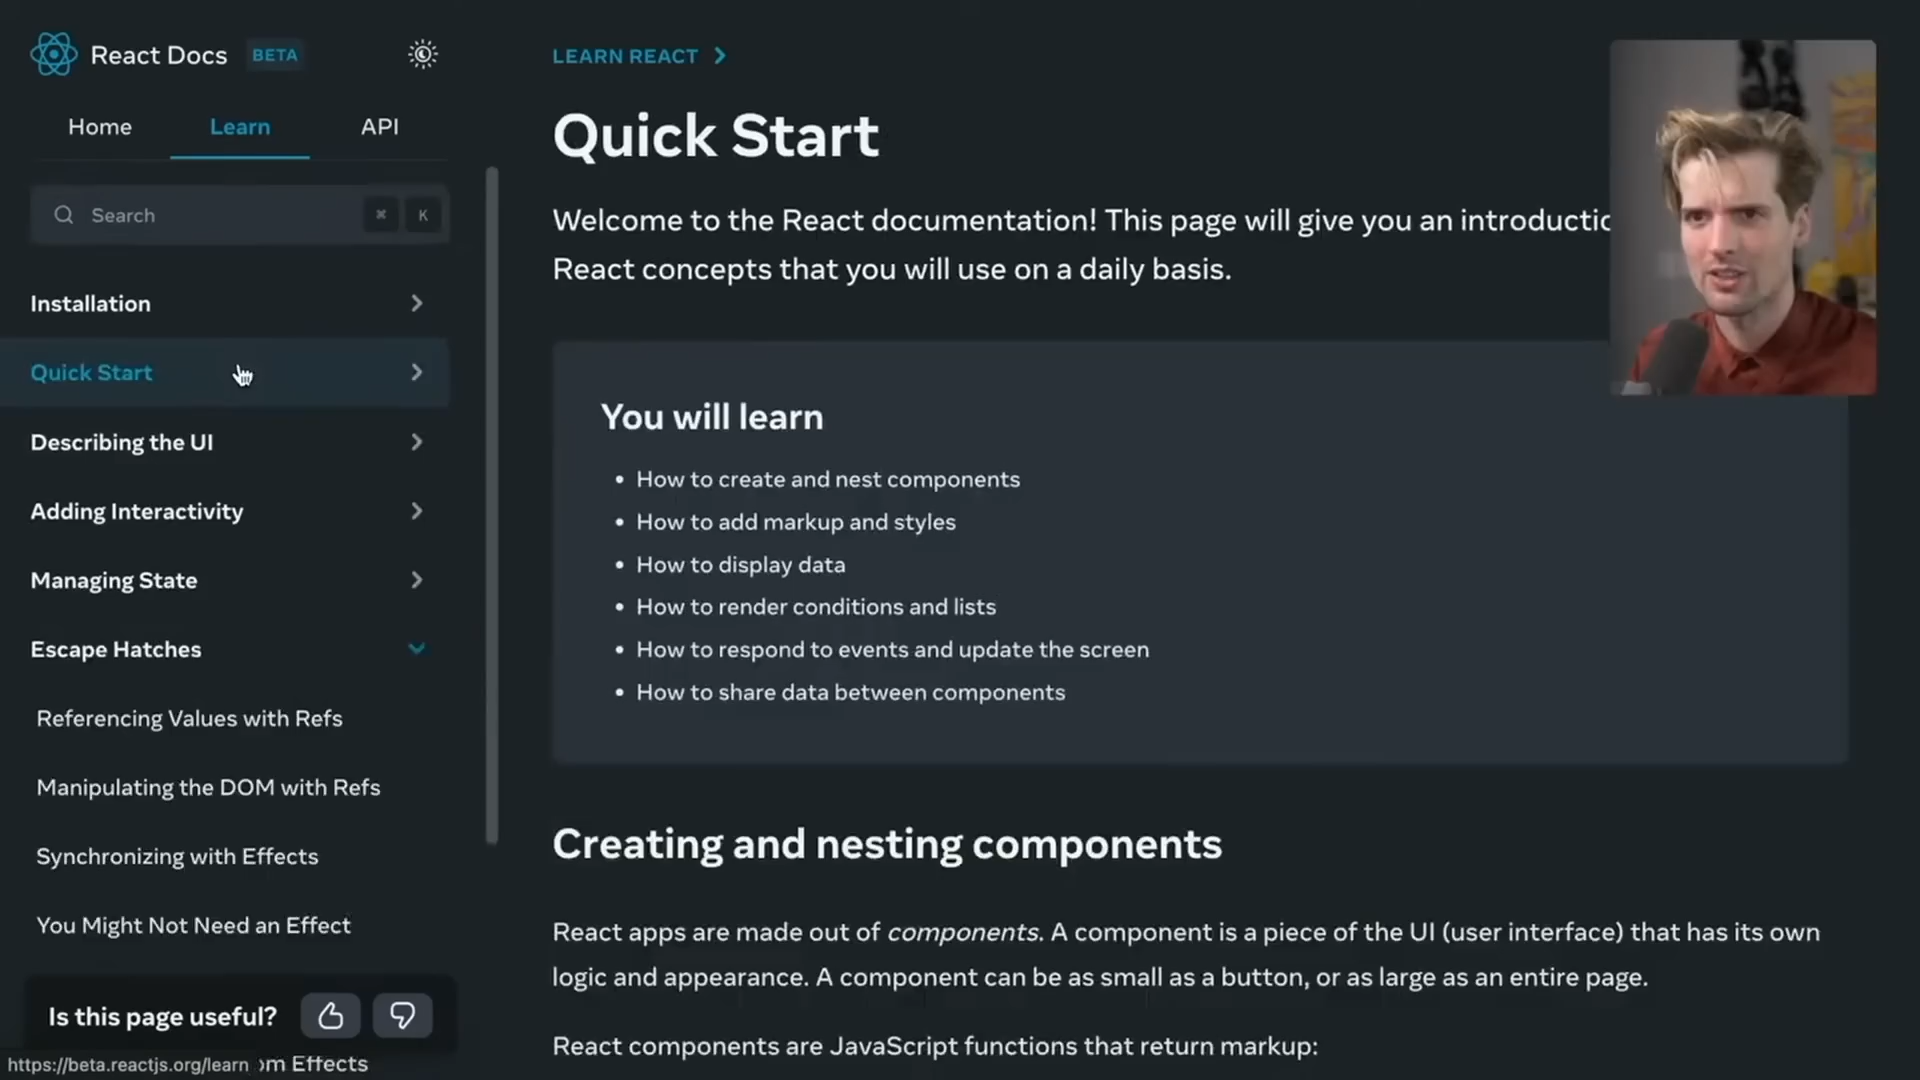 React Docs BETA
Home Learn API
Search ⌘ K
Installation
Quick Start
Describing the UI
Adding Interactivity
Managing State
Escape Hatches
Referencing Values with Refs
Manipulating the DOM with Refs
Synchronizing with Effects
You Might Not Need an Effect
Is this page useful?
https://beta.reactjs.org/learn
om Effects
LEARN REACT
Quick Start
Welcome to the React documentation! This page will give you an introductio
React concepts that you will use on a daily basis.
You will learn
• How to create and nest components
• How to add markup and styles
• How to display data
• How to render conditions and lists
• How to respond to events and update the screen
• How to share data between components
Creating and nesting components
React apps are made out of components. A component is a piece of the UI (user interface) that has its own
logic and appearance. A component can be as small as a button, or as large as an entire page.
React components are JavaScript functions that return markup: